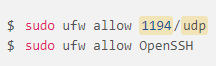 $ sudo ufw allow 1194/udp
$ sudo ufw allow OpenSSH